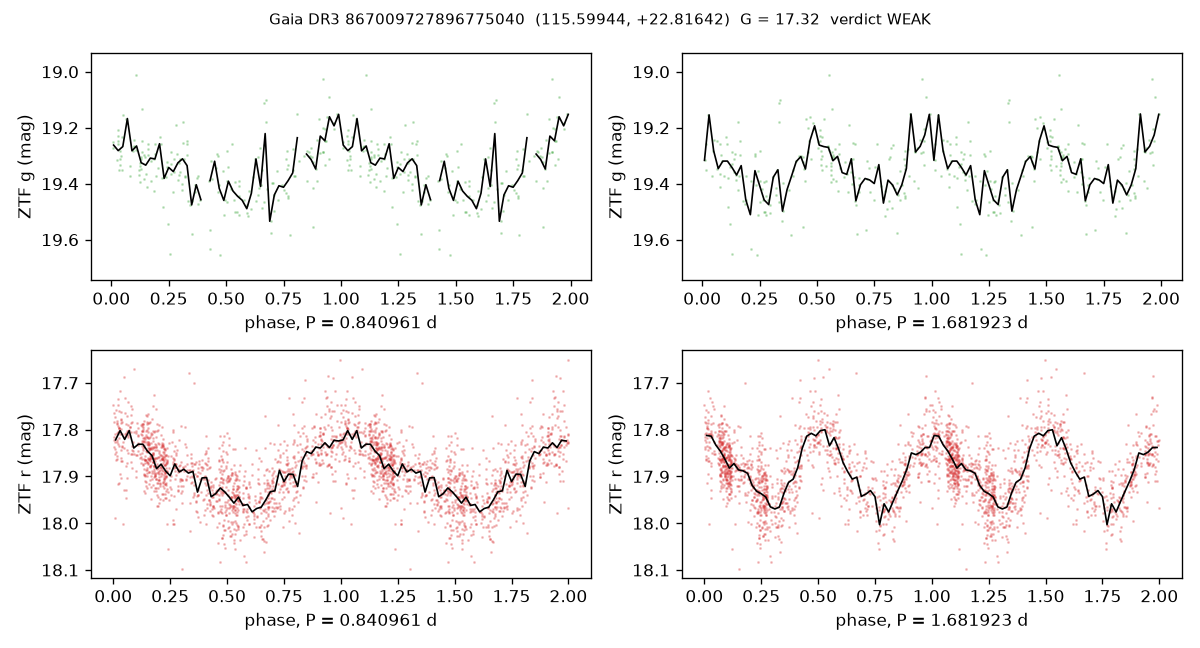 Gaia DR3 867009727896775040  (115.59944, +22.81642)  G = 17.32  verdict WEAK
ZTF g (mag)
19.0
19.2
19.4
19.6
0.00 0.25 0.50 0.75 1.00 1.25 1.50 1.75 2.00
phase, P = 0.840961 d
ZTF g (mag)
19.0
19.2
19.4
19.6
0.00 0.25 0.50 0.75 1.00 1.25 1.50 1.75 2.00
phase, P = 1.681923 d
ZTF r (mag)
17.7
17.8
17.9
18.0
18.1
0.00 0.25 0.50 0.75 1.00 1.25 1.50 1.75 2.00
phase, P = 0.840961 d
ZTF r (mag)
17.7
17.8
17.9
18.0
18.1
0.00 0.25 0.50 0.75 1.00 1.25 1.50 1.75 2.00
phase, P = 1.681923 d